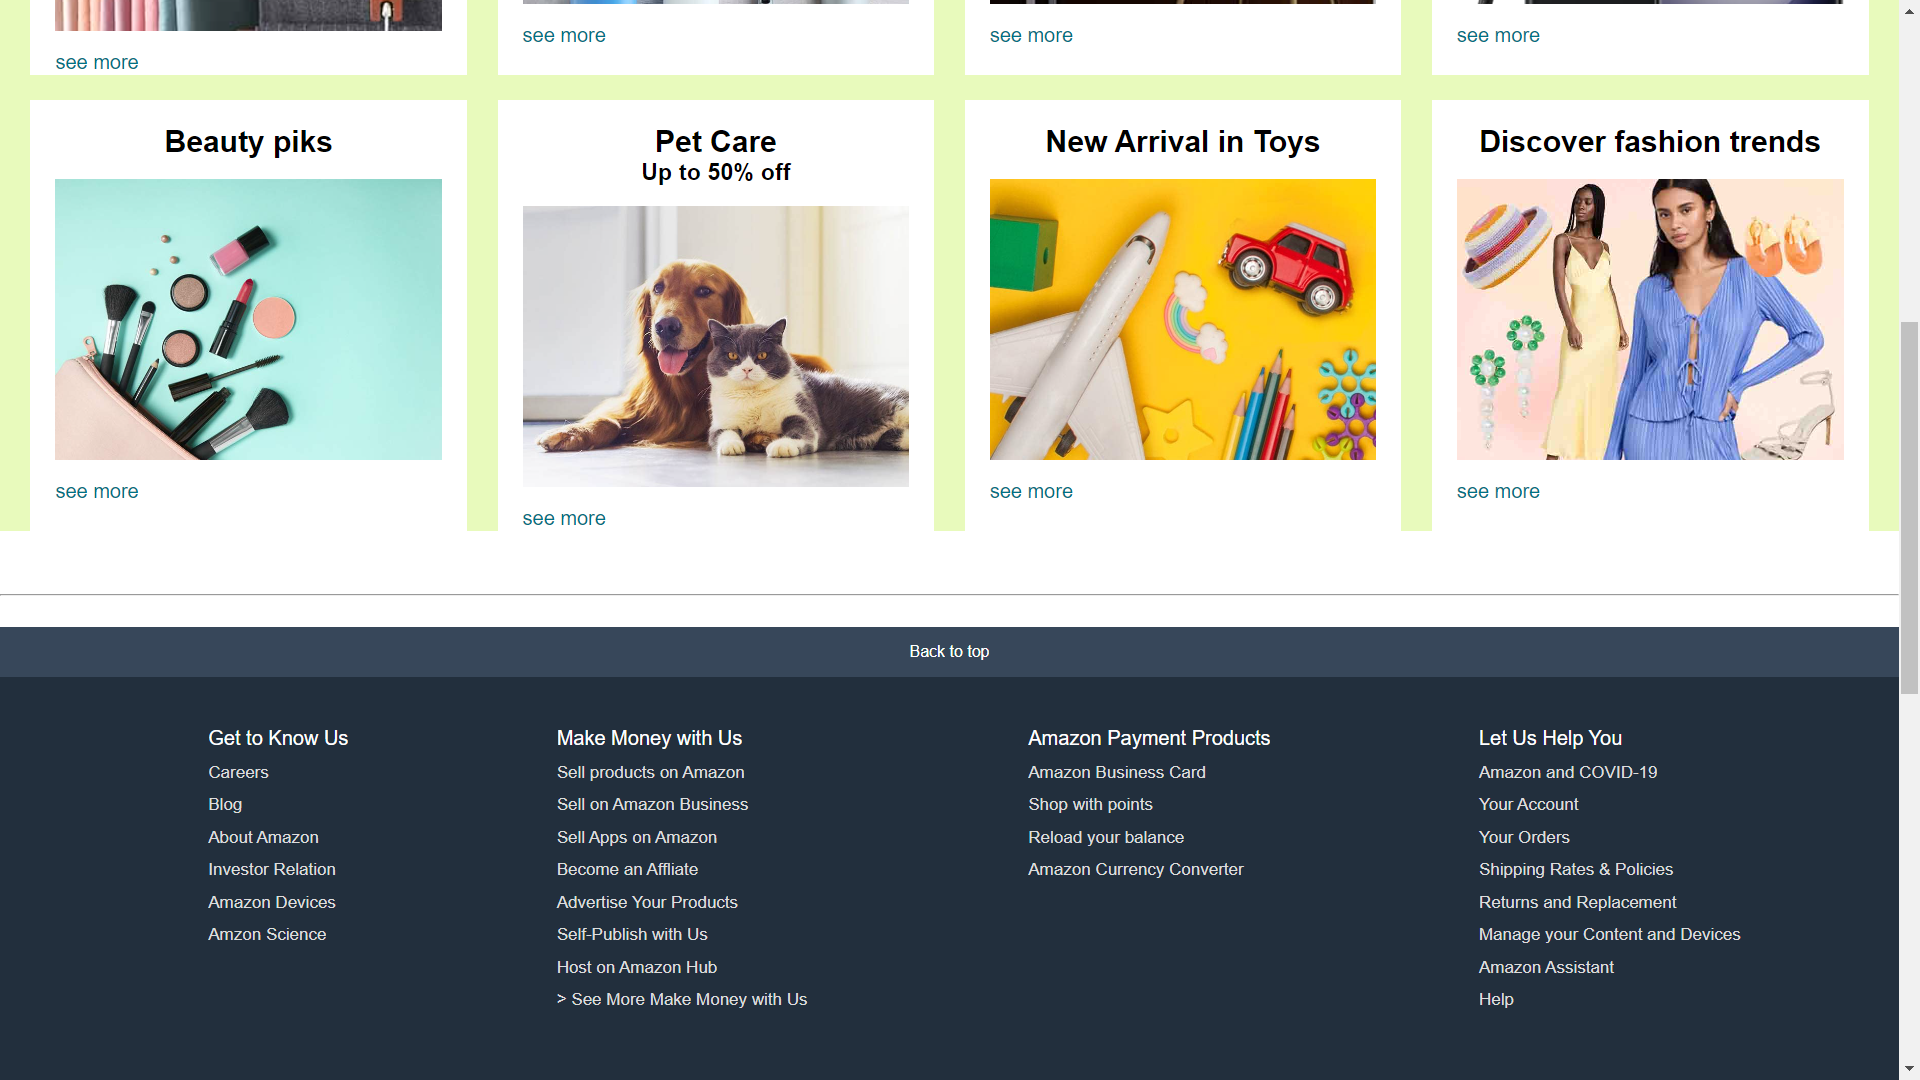 see more
see more
see more
see more
Beauty piks
see more
Pet Care
Up to 50% off
see more
New Arrival in Toys
see more
Discover fashion trends
see more
Back to top
Get to Know Us
Careers
Blog
About Amazon
Investor Relation
Amazon Devices
Amzon Science
Make Money with Us
Sell products on Amazon
Sell on Amazon Business
Sell Apps on Amazon
Become an Affliate
Advertise Your Products
Self-Publish with Us
Host on Amazon Hub
> See More Make Money with Us
Amazon Payment Products
Amazon Business Card
Shop with points
Reload your balance
Amazon Currency Converter
Let Us Help You
Amazon and COVID-19
Your Account
Your Orders
Shipping Rates & Policies
Returns and Replacement
Manage your Content and Devices
Amazon Assistant
Help